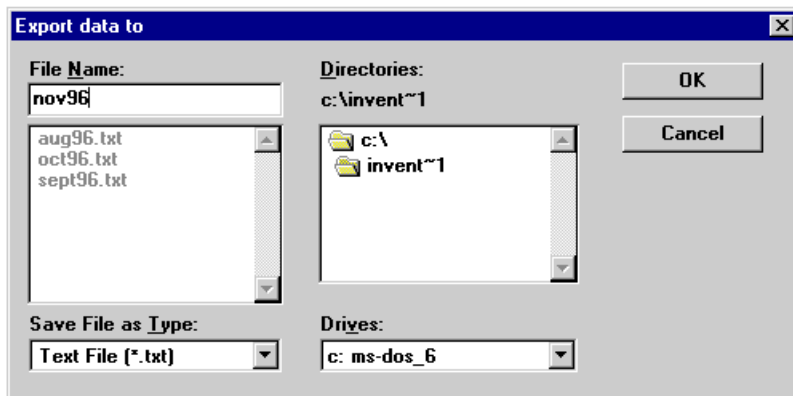 Export data to
File Name:
nov96
aug96.txt
oct96.txt
sept96.txt
Save File as Type:
Text File (*.txt)
Directories:
c:\invent~1
c:\
invent~1
Drives:
c: ms-dos_6
OK
Cancel